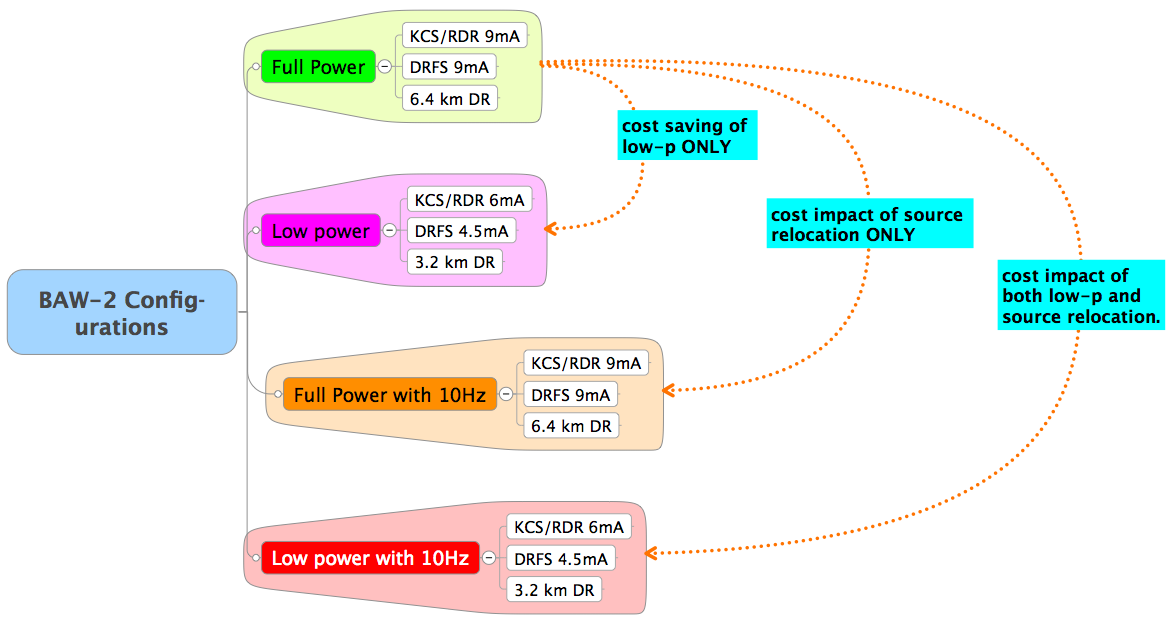 BAW-2 Config-
urations
Full Power
KCS/RDR 9mA
DRFS 9mA
6.4 km DR
cost saving of
low-p ONLY
Low power
KCS/RDR 6mA
DRFS 4.5mA
3.2 km DR
cost impact of source
relocation ONLY
cost impact of
both low-p and
source relocation.
Full Power with 10Hz
KCS/RDR 9mA
DRFS 9mA
6.4 km DR
Low power with 10Hz
KCS/RDR 6mA
DRFS 4.5mA
3.2 km DR